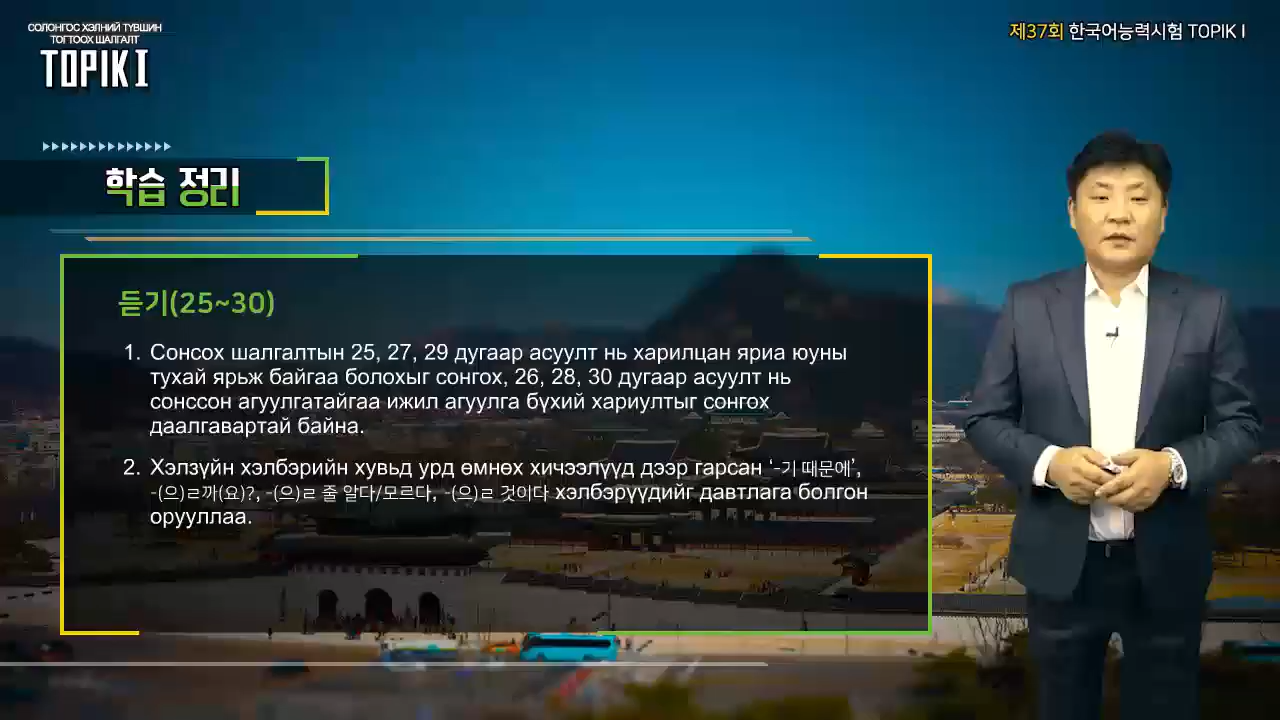 СОЛОНГОС ХЭЛНИЙ ТҮВШИН
ТОГТООХ ШАЛГАЛТ
TOPIK I
제37회 한국어능력시험 TOPIK I
학습 정리
듣기(25~30)
1. Сонсох шалгалтын 25, 27, 29 дугаар асуулт нь харилцан яриа юуны
тухай ярьж байгаа болохыг сонгох, 26, 28, 30 дугаар асуулт нь
сонссон агуулгатайгаа ижил агуулга бүхий хариултыг сонгох
даалгавартай байна.
2. Хэлзүйн хэлбэрийн хувьд урд өмнөх хичээлүүд дээр гарсан ‘-기 때문에’,
-(으)ㄹ까(요)?, -(으)ㄹ 줄 알다/모르다, -(으)ㄹ 것이다 хэлбэрүүдийг давтлага болгон
орууллаа.